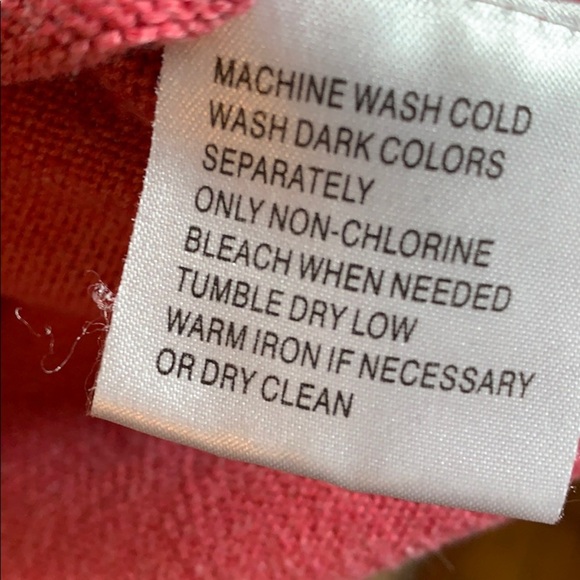 MACHINE WASH COLD
WASH DARK COLORS
SEPARATELY
ONLY NON-CHLORINE
BLEACH WHEN NEEDED
TUMBLE DRY LOW
WARM IRON IF NECESSARY
OR DRY CLEAN